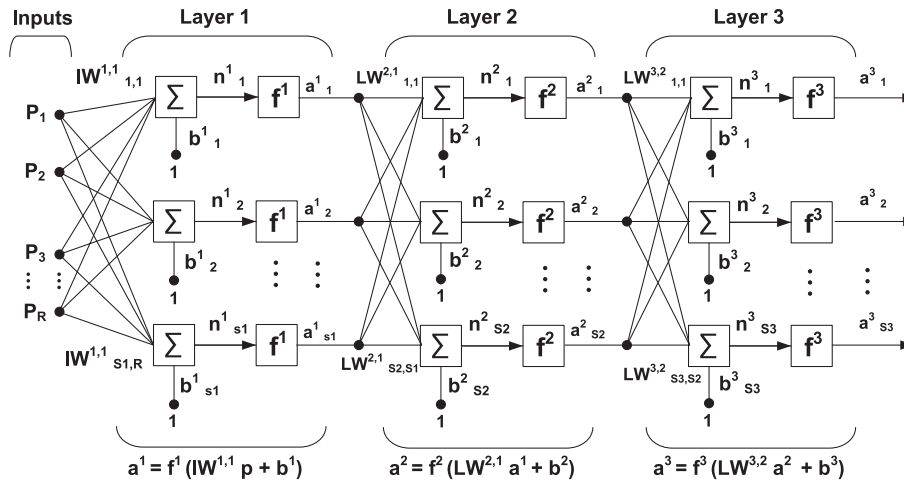 Inputs Layer 1 Layer 2 Layer 3
IW¹,¹ 1,1 n¹ 1 a¹ 1 LW²,¹ 1,1 n² 1 a² 1 LW³,² 1,1 n³ 1 a³ 1
P1 Σ f¹ Σ f² Σ f³
b¹ 1 b² 1 b³ 1
1 1 1
P2 n¹ 2 a¹ 2 n² 2 a² 2 n³ 2 a³ 2
Σ f¹ Σ f² Σ f³
P3 b¹ 2 b² 2 b³ 2
1 1 1
PR n¹ s1 a¹ s1 n² S2 a² S2 n³ S3 a³ S3
Σ f¹ Σ f² Σ f³
IW¹,¹ S1,R LW²,¹ S2,S1 LW³,² S3,S2
b¹ s1 b² S2 b³ S3
1 1 1
a¹ = f¹ (IW¹,¹ p + b¹) a² = f² (LW²,¹ a¹ + b²) a³ = f³ (LW³,² a² + b³)